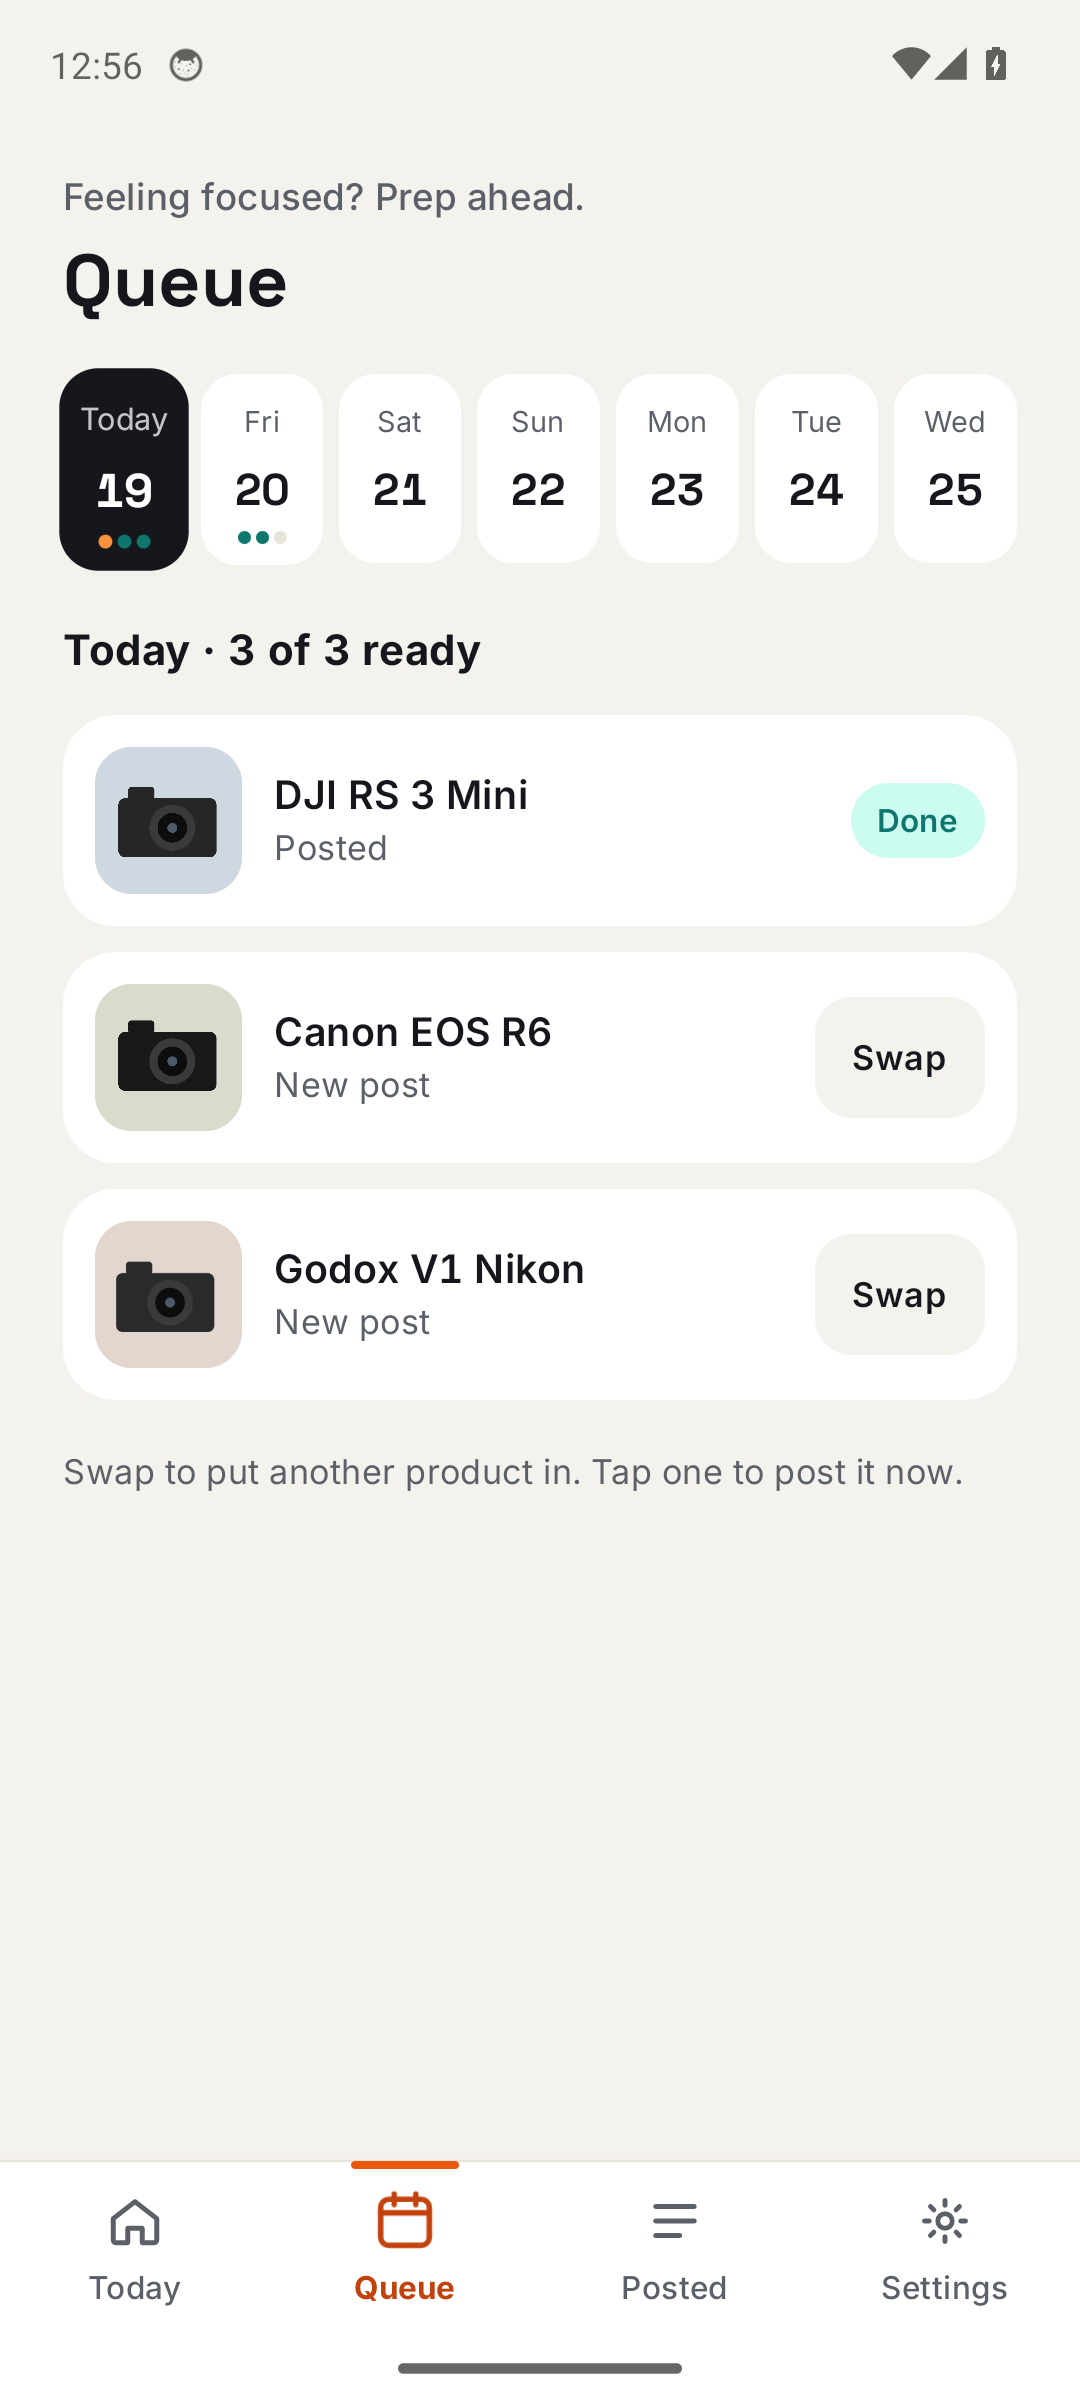 12:56
Feeling focused? Prep ahead.
Queue
Today Fri Sat Sun Mon Tue Wed
19 20 21 22 23 24 25
Today · 3 of 3 ready
DJI RS 3 Mini
Posted
Done
Canon EOS R6
New post
Swap
Godox V1 Nikon
New post
Swap
Swap to put another product in. Tap one to post it now.
Today Queue Posted Settings